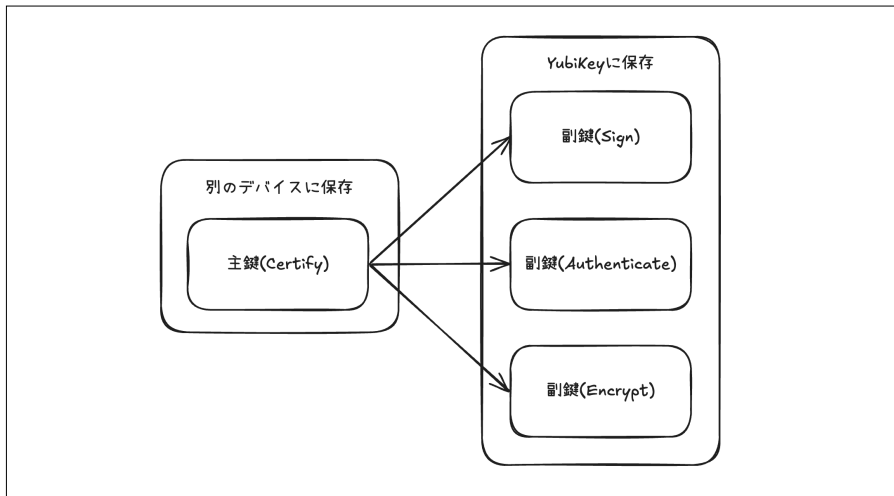 別のデバイスに保存
主鍵(Certify)
YubiKeyに保存
副鍵(Sign)
副鍵(Authenticate)
副鍵(Encrypt)